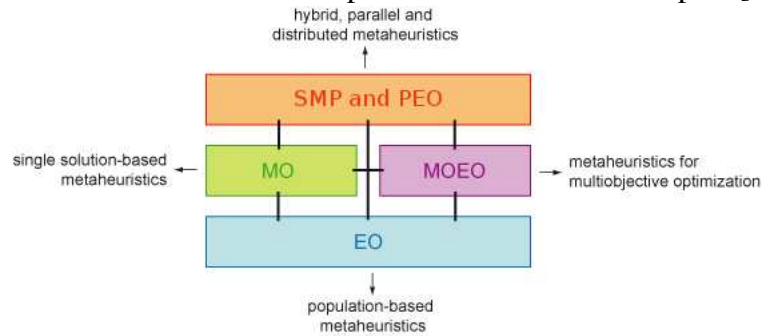 hybrid, parallel and
distributed metaheuristics
SMP and PEO
single solution-based
metaheuristics
MO
MOEO
metaheuristics for
multiobjective optimization
EO
population-based
metaheuristics